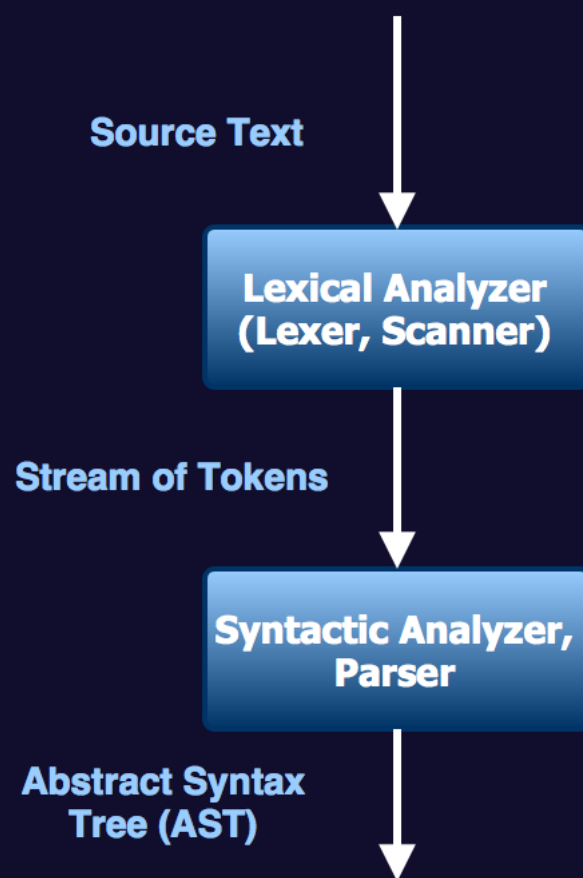 Source Text
Lexical Analyzer
(Lexer, Scanner)
Stream of Tokens
Syntactic Analyzer,
Parser
Abstract Syntax
Tree (AST)